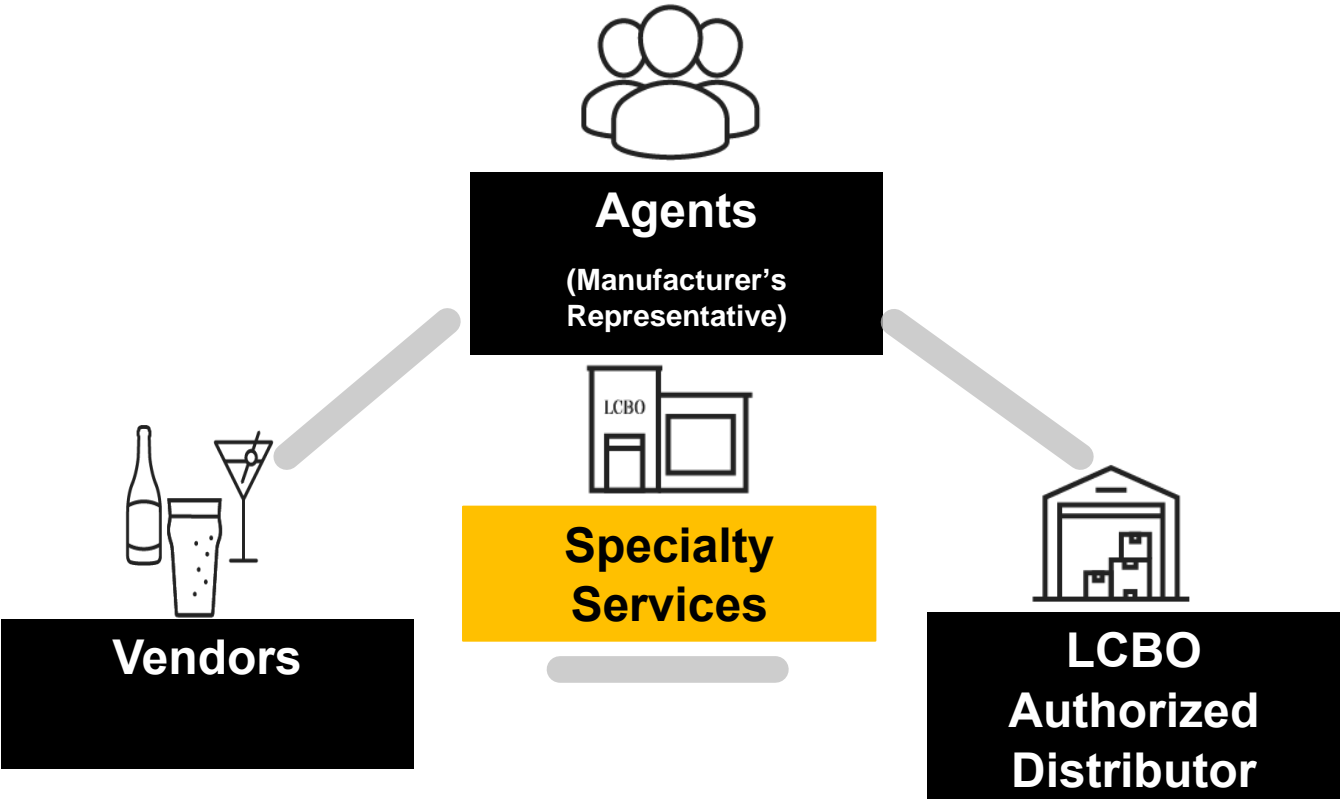 Agents
(Manufacturer’s
Representative)
LCBO
Specialty
Services
Vendors
LCBO
Authorized
Distributor